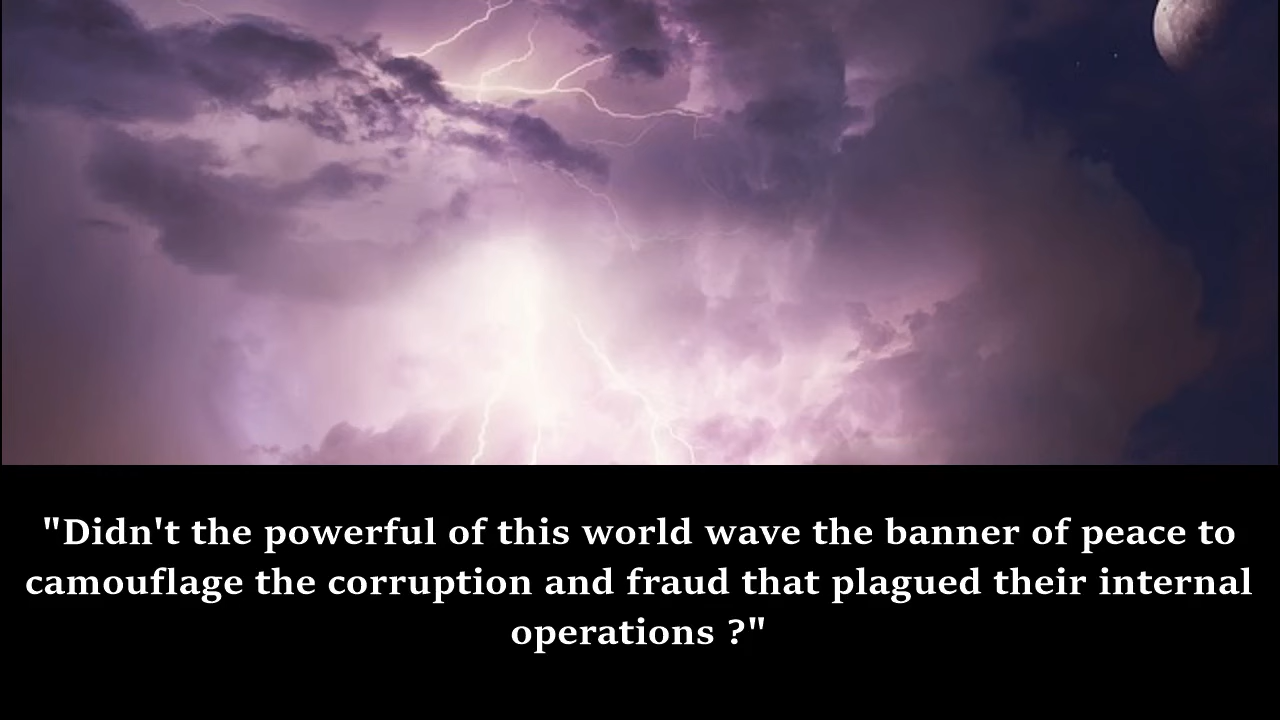 "Didn't the powerful of this world wave the banner of peace to
camouflage the corruption and fraud that plagued their internal
operations ?"